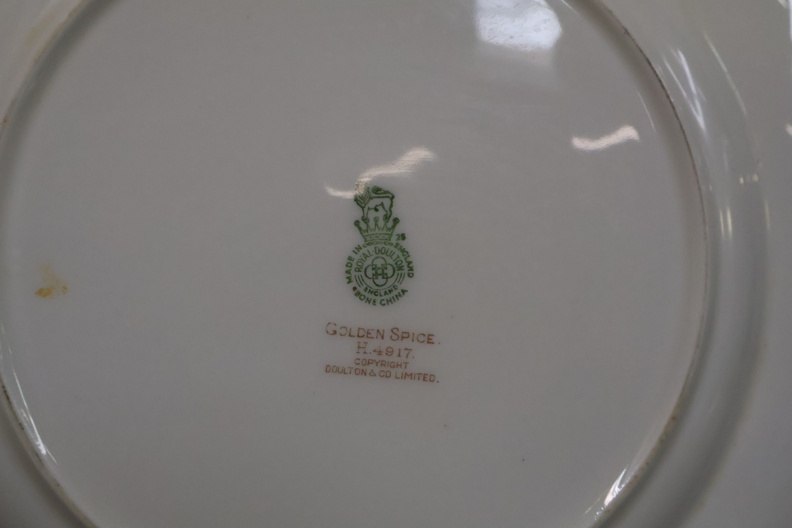 MADE IN ENGLAND
ROYAL DOULTON
ENGLAND
BONE CHINA
GOLDEN SPICE.
H.4917.
COPYRIGHT
DOULTON & CO LIMITED.